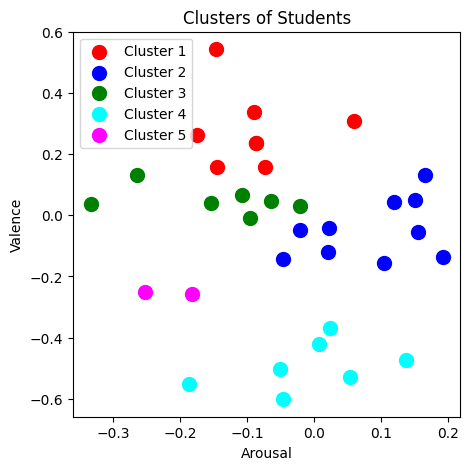 Clusters of Students
Cluster 1
Cluster 2
Cluster 3
Cluster 4
Cluster 5
Valence
0.6
0.4
0.2
0.0
−0.2
−0.4
−0.6
−0.3
−0.2
−0.1
0.0
0.1
0.2
Arousal